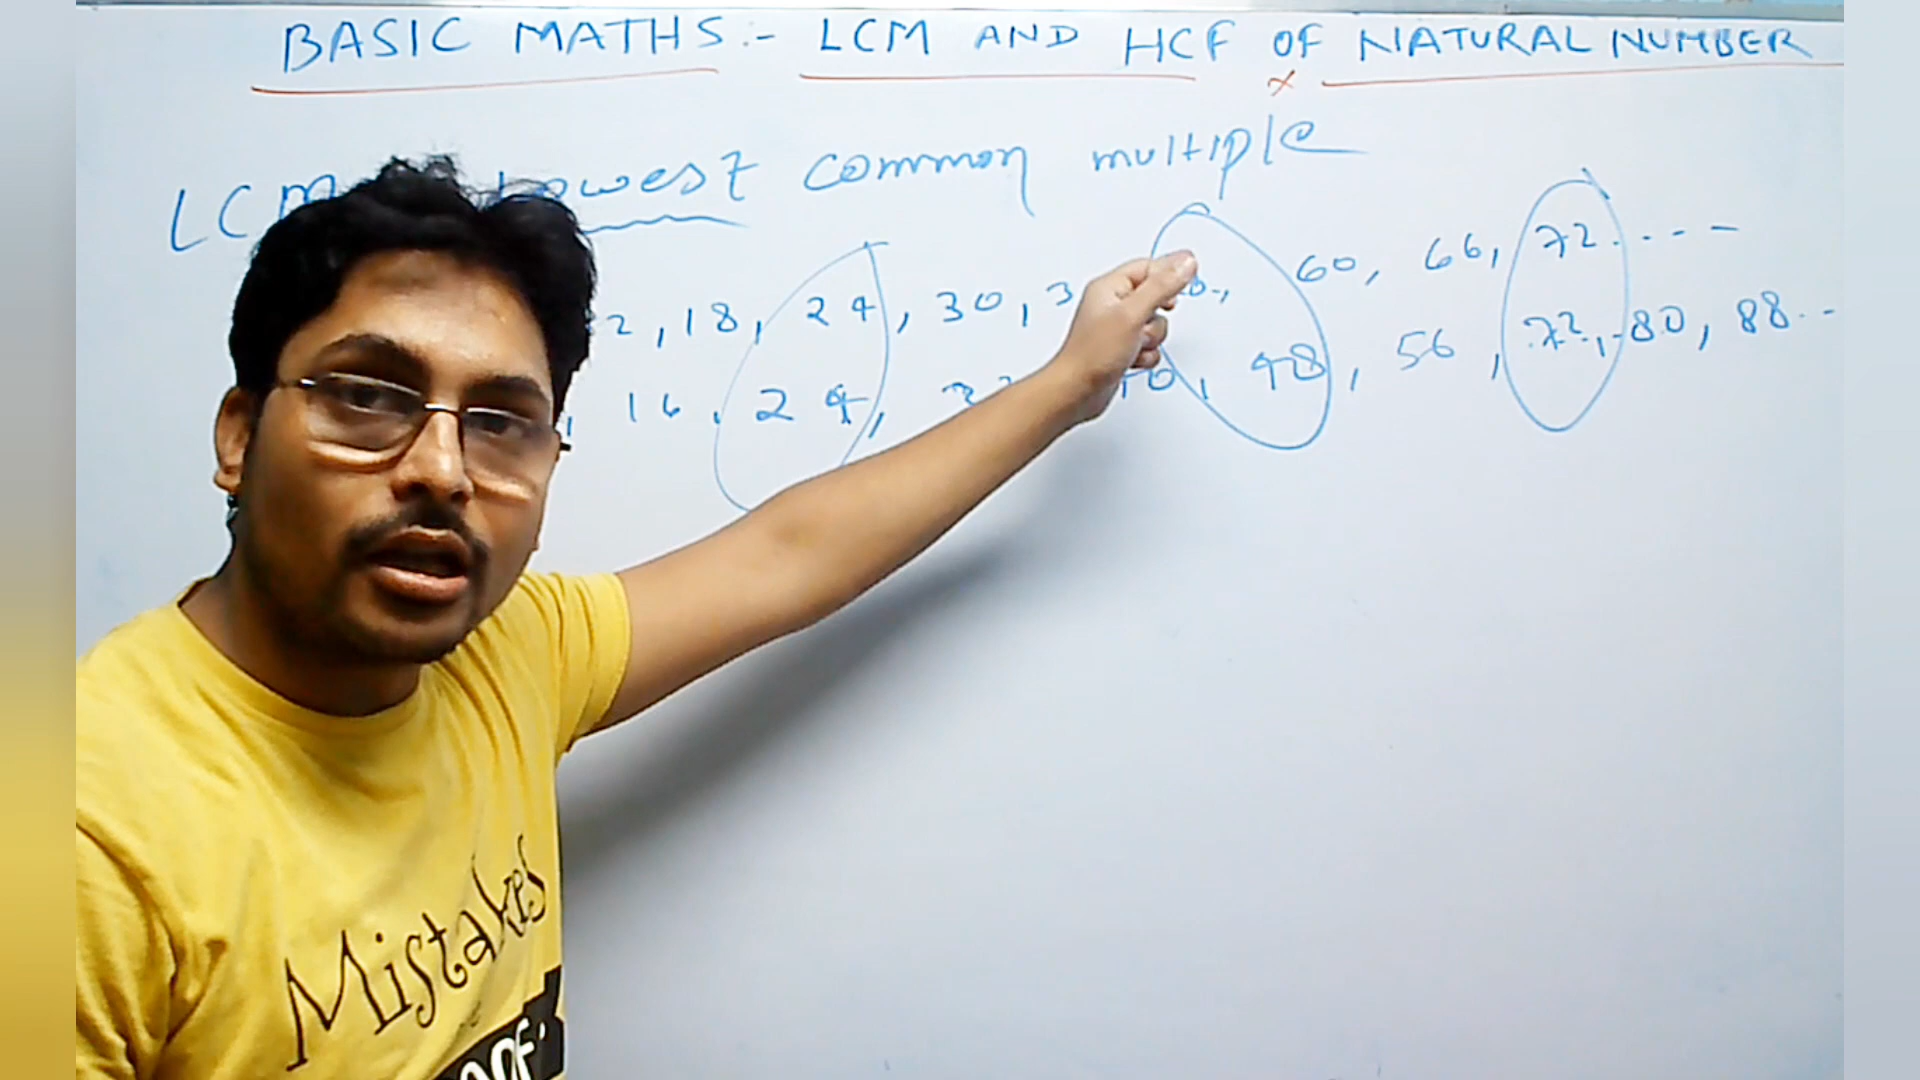 BASIC MATHS:- LCM AND HCF OF NATURAL NUMBER
LCM Lowest common multiple
2, 18, 24, 30, 3 60, 66, 72....--
, 16, 24, 40, 48, 56, 72, 80, 88..-
Mistakes